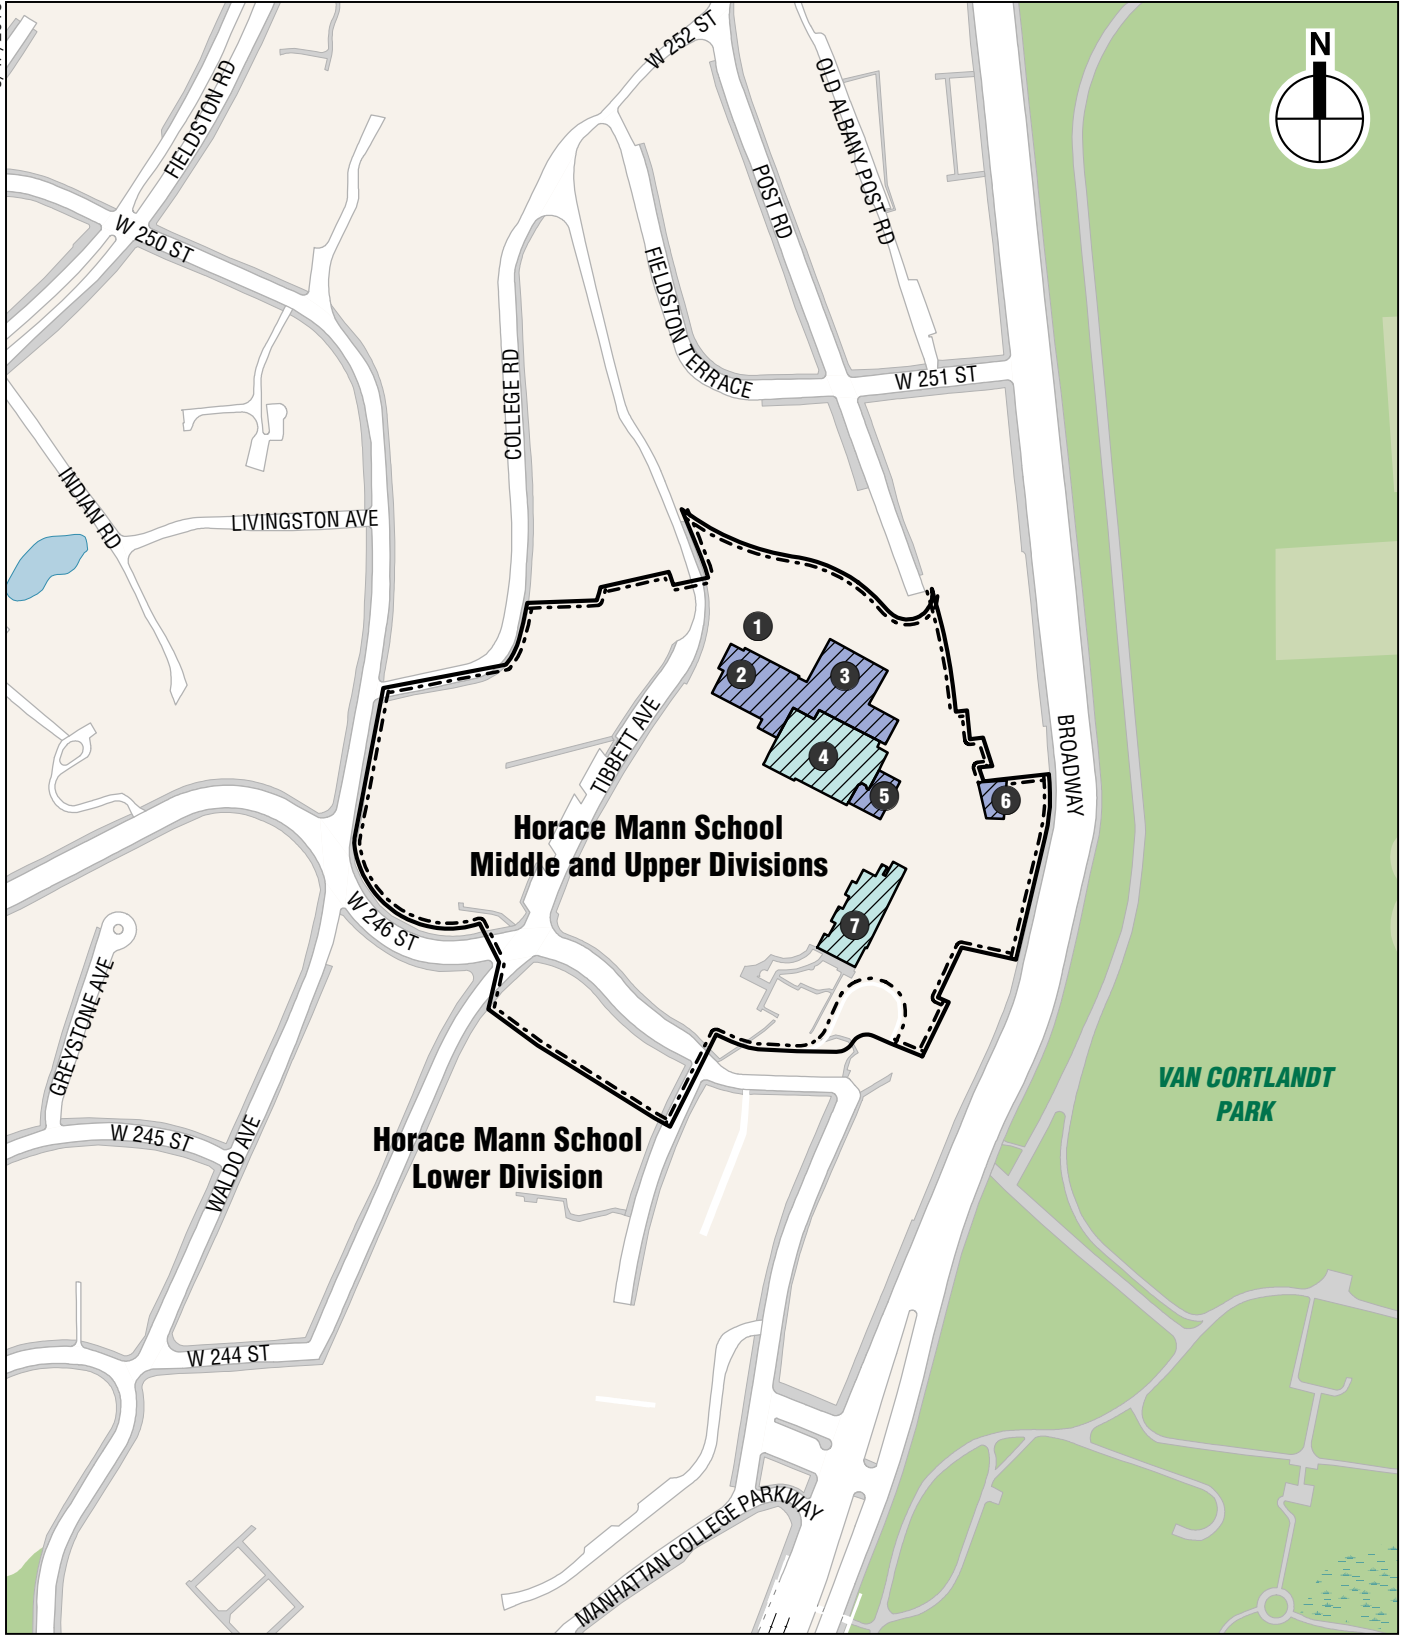 N
W 252 ST
FIELDSTON RD
OLD ALBANY POST RD
POST RD
W 250 ST
FIELDSTON TERRACE
COLLEGE RD
W 251 ST
INDIAN RD
LIVINGSTON AVE
1
2
3
TIBBETT AVE
BROADWAY
4
5
6
Horace Mann School
Middle and Upper Divisions
7
W 246 ST
GREYSTONE AVE
VAN CORTLANDT
PARK
W 245 ST
WALDO AVE
Horace Mann School
Lower Division
W 244 ST
MANHATTAN COLLEGE PARKWAY